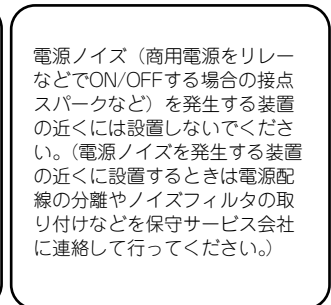 電源ノイズ（商用電源をリレー
などでON/OFFする場合の接点
スパークなど）を発生する装置
の近くには設置しないでくださ
い。（電源ノイズを発生する装置
の近くに設置するときは電源配
線の分離やノイズフィルタの取
り付けなどを保守サービス会社
に連絡して行ってください。）